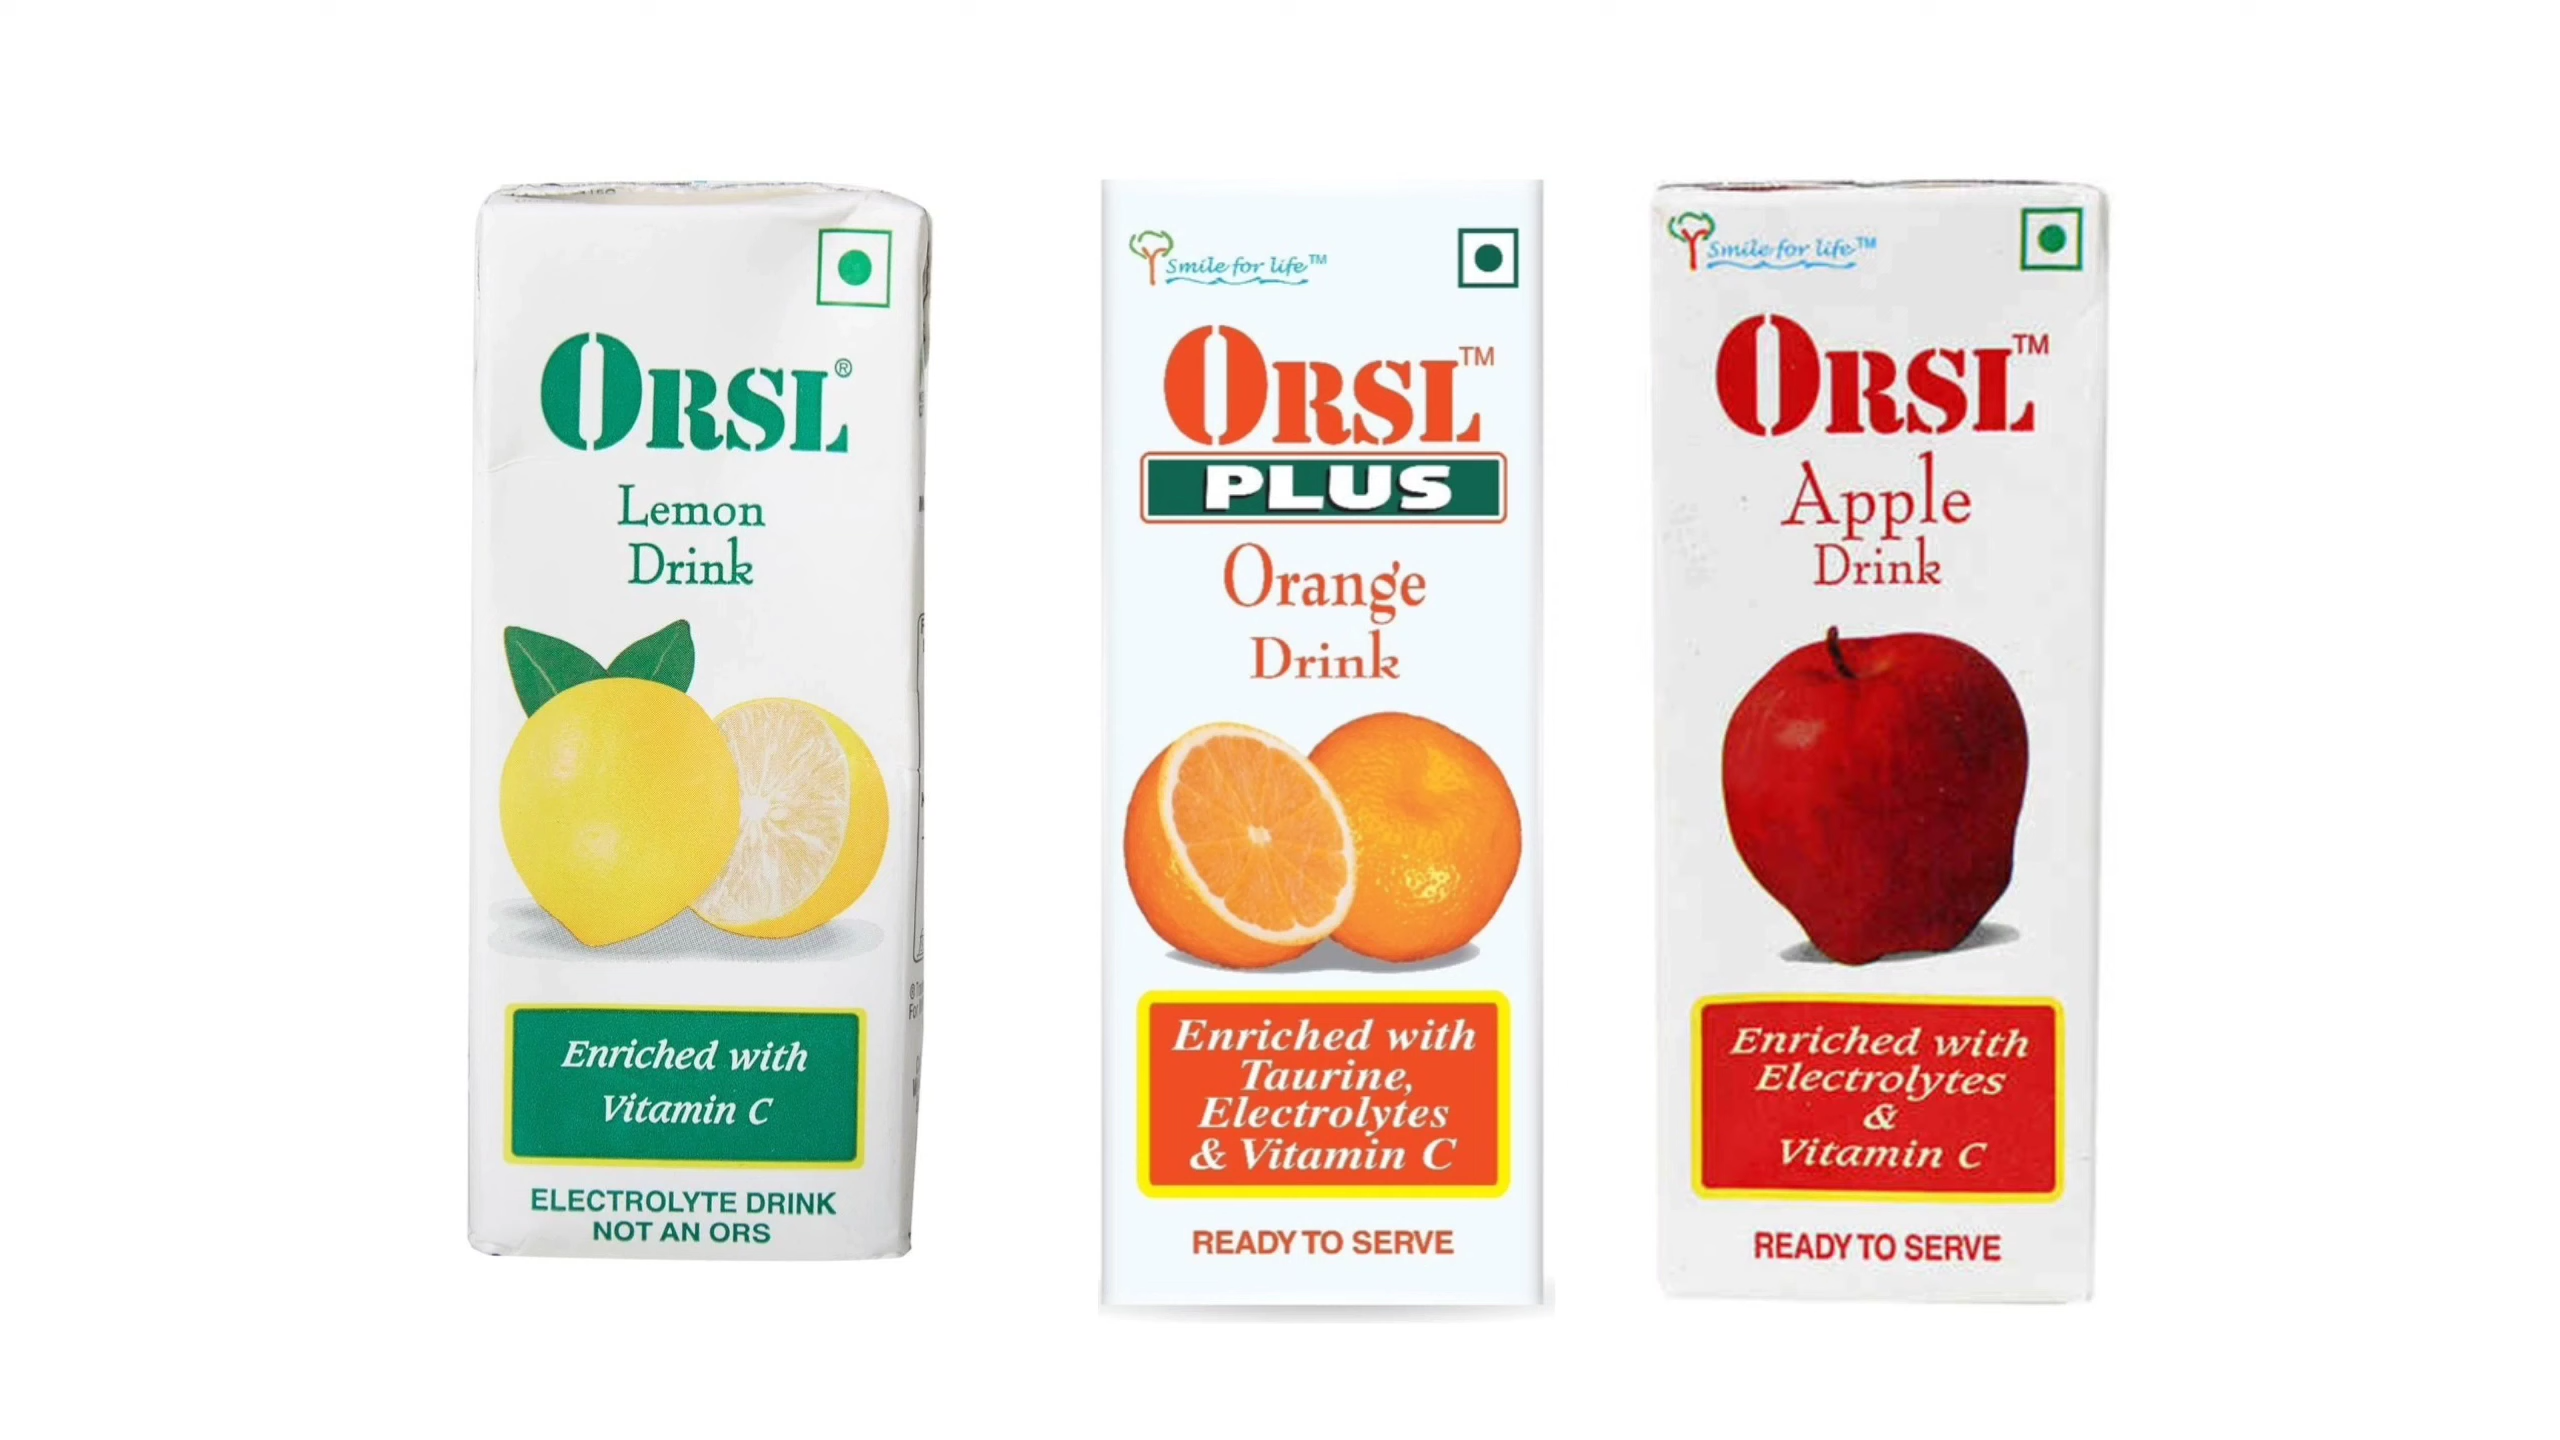 ORSL®
Lemon
Drink
Enriched with
Vitamin C
ELECTROLYTE DRINK
NOT AN ORS
Smile for life™
ORSL™
PLUS
Orange
Drink
Enriched with
Taurine,
Electrolytes
& Vitamin C
READY TO SERVE
Smile for life™
ORSL™
Apple
Drink
Enriched with
Electrolytes
&
Vitamin C
READY TO SERVE